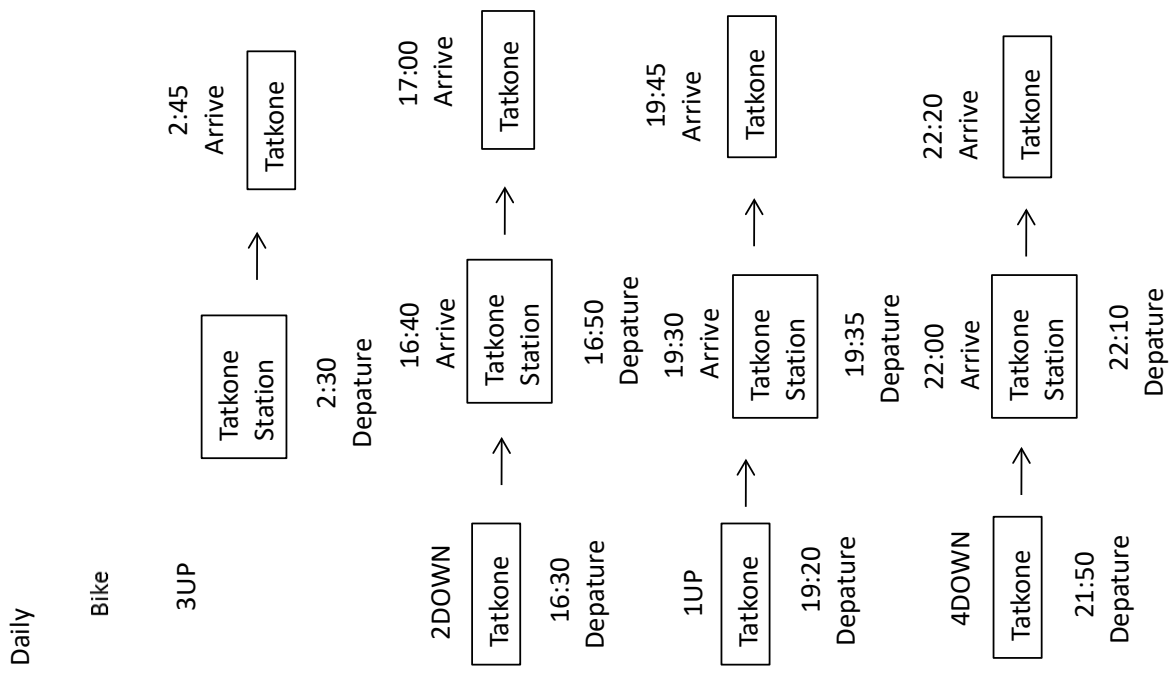 Daily
Bike
3UP
Tatkone
Station
2:30
Depature
2:45
Arrive
Tatkone
2DOWN
Tatkone
16:30
Depature
16:40
Arrive
Tatkone
Station
16:50
Depature
17:00
Arrive
Tatkone
1UP
Tatkone
19:20
Depature
19:30
Arrive
Tatkone
Station
19:35
Depature
19:45
Arrive
Tatkone
4DOWN
Tatkone
21:50
Depature
22:00
Arrive
Tatkone
Station
22:10
Depature
22:20
Arrive
Tatkone